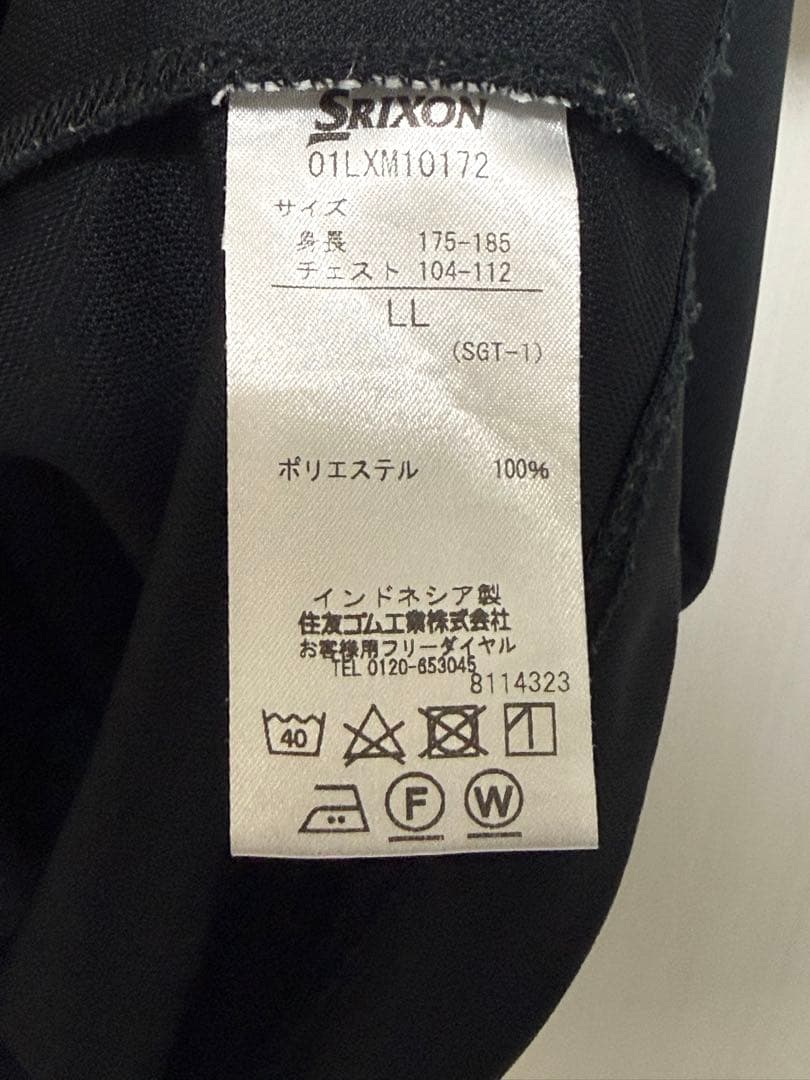 SRIXON
01LXM10172
サイズ
身長 175-185
チェスト 104-112
LL
(SGT-1)
ポリエステル 100%
インドネシア製
住友ゴム工業株式会社
お客様用フリーダイヤル
TEL 0120-653045
8114323
40
F W